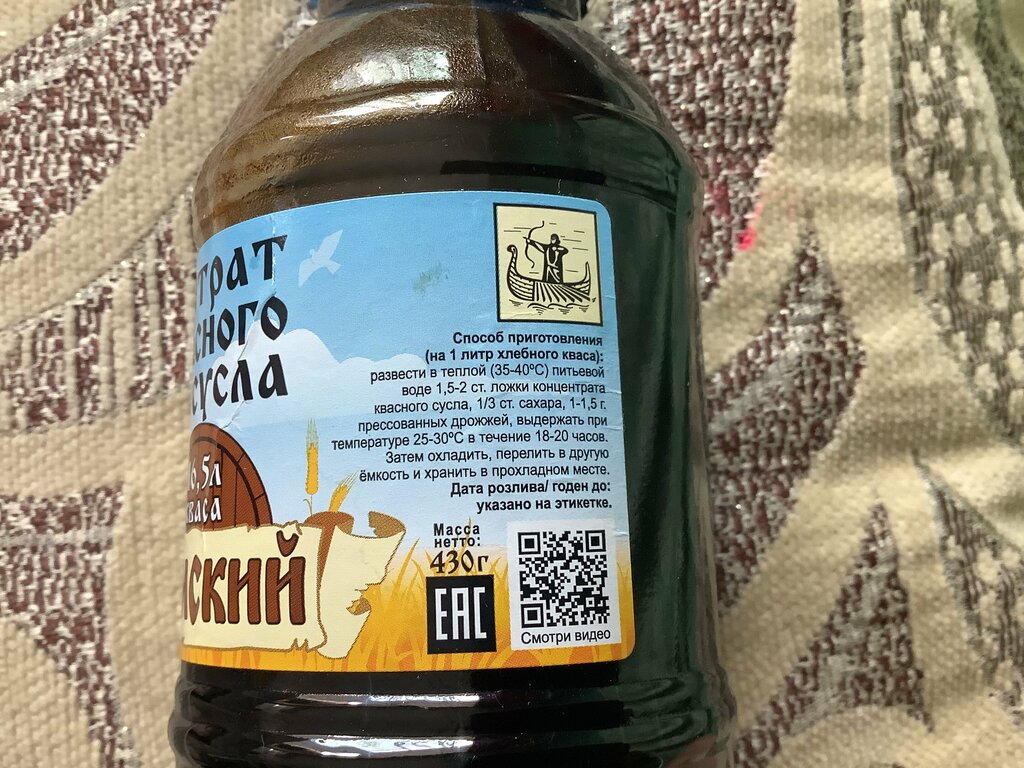 трат
сного
сусла
6,5л
кваса
ский
Способ приготовления
(на 1 литр хлебного кваса):
развести в теплой (35-40ºС) питьевой
воде 1,5-2 ст. ложки концентрата
квасного сусла, 1/3 ст. сахара, 1-1,5 г.
прессованных дрожжей, выдержать при
температуре 25-30ºС в течение 18-20 часов.
Затем охладить, перелить в другую
ёмкость и хранить в прохладном месте.
Дата розлива/ годен до:
указано на этикетке.
Масса
нетто:
430г
EAC
Смотри видео